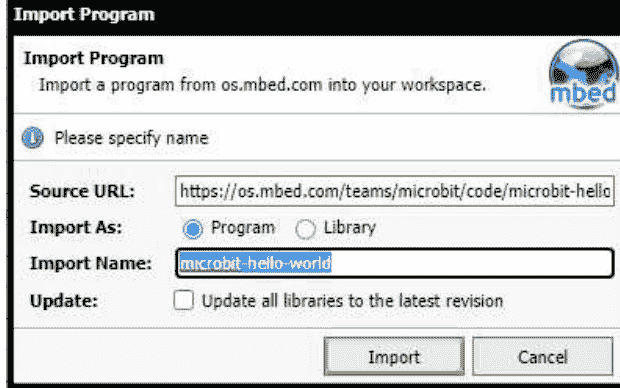 Import Program
Import Program
Import a program from os.mbed.com into your workspace.
mbed
Please specify name
Source URL: https://os.mbed.com/teams/microbit/code/microbit-hello
Import As: Program Library
Import Name: microbit-hello-world
Update: Update all libraries to the latest revision
Import Cancel